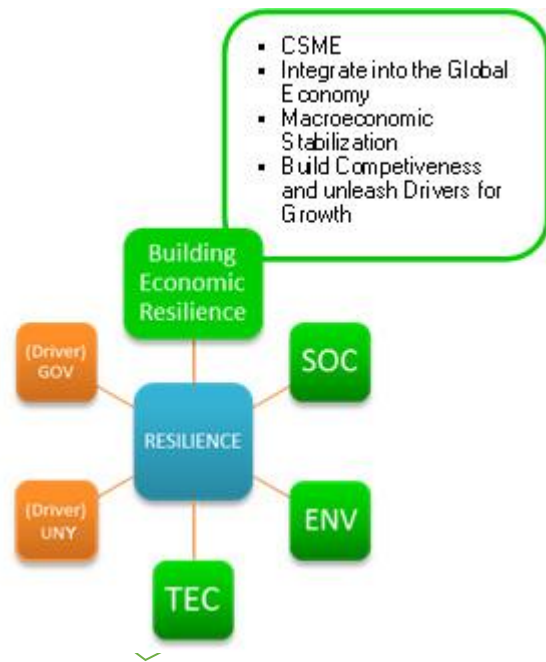 ▪ CSME
▪ Integrate into the Global
Economy
▪ Macroeconomic
Stabilization
▪ Build Competiveness
and unleash Drivers for
Growth
Building
Economic
Resilience
(Driver)
GOV
SOC
RESILIENCE
(Driver)
UNY
ENV
TEC